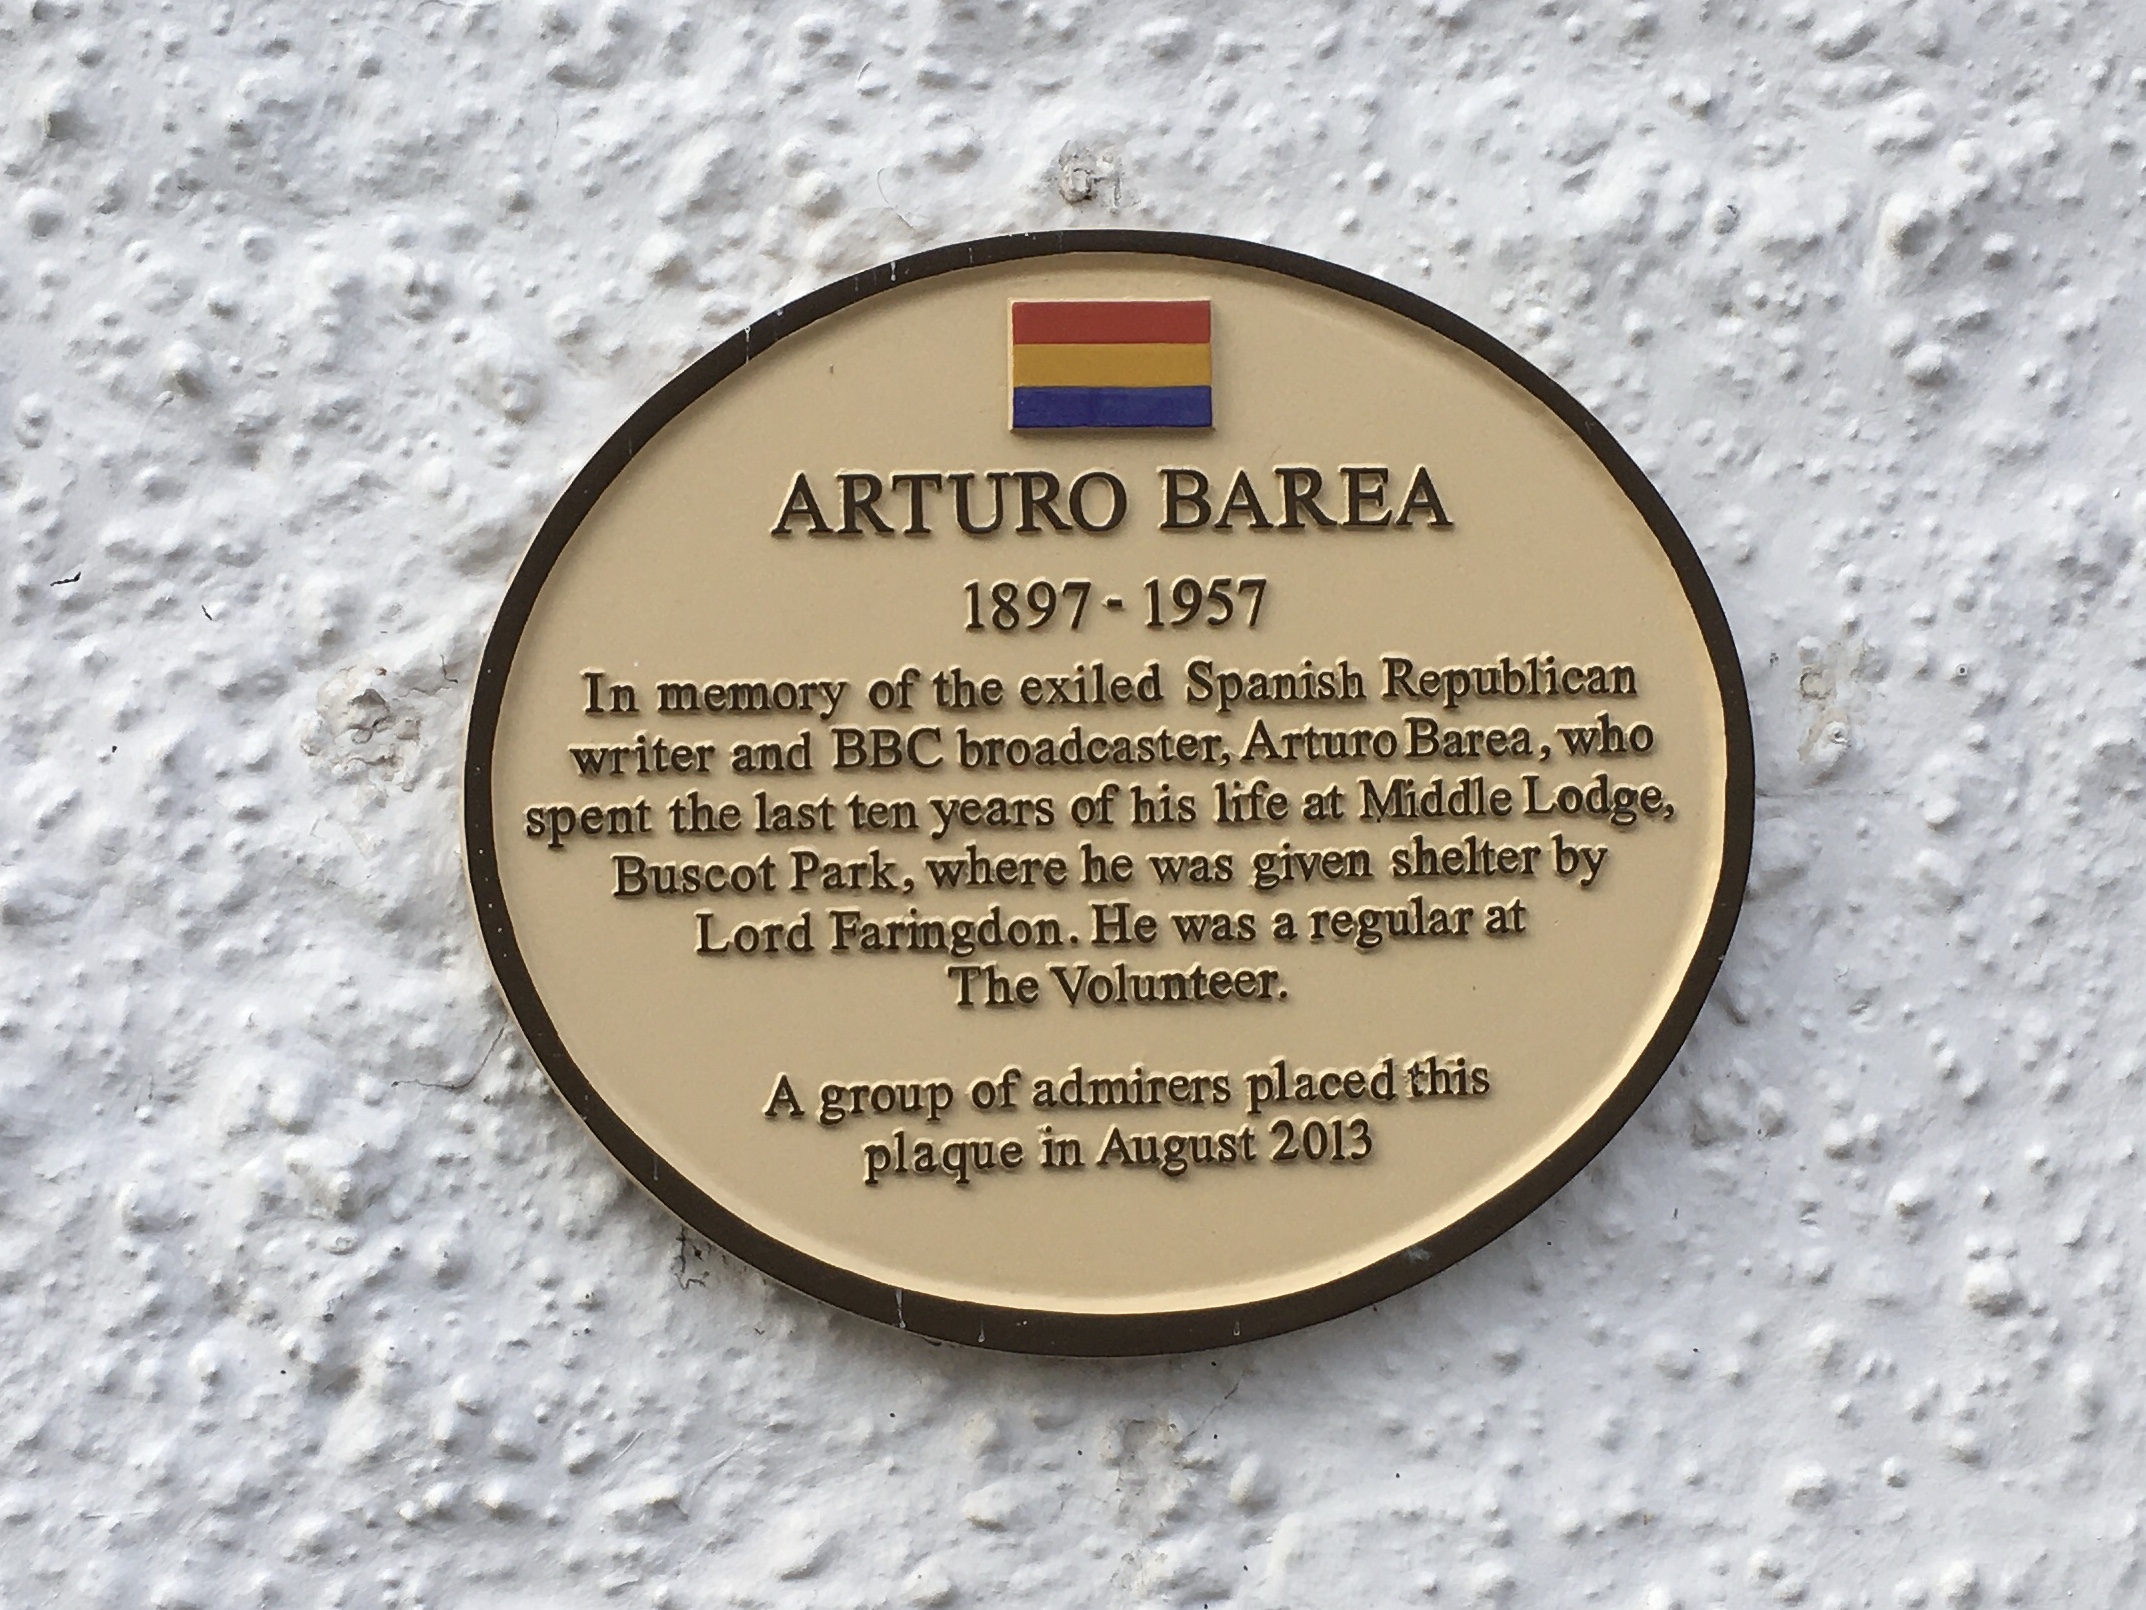 ARTURO BAREA
1897 - 1957
In memory of the exiled Spanish Republican
writer and BBC broadcaster, Arturo Barea, who
spent the last ten years of his life at Middle Lodge,
Buscot Park, where he was given shelter by
Lord Faringdon. He was a regular at
The Volunteer.
A group of admirers placed this
plaque in August 2013